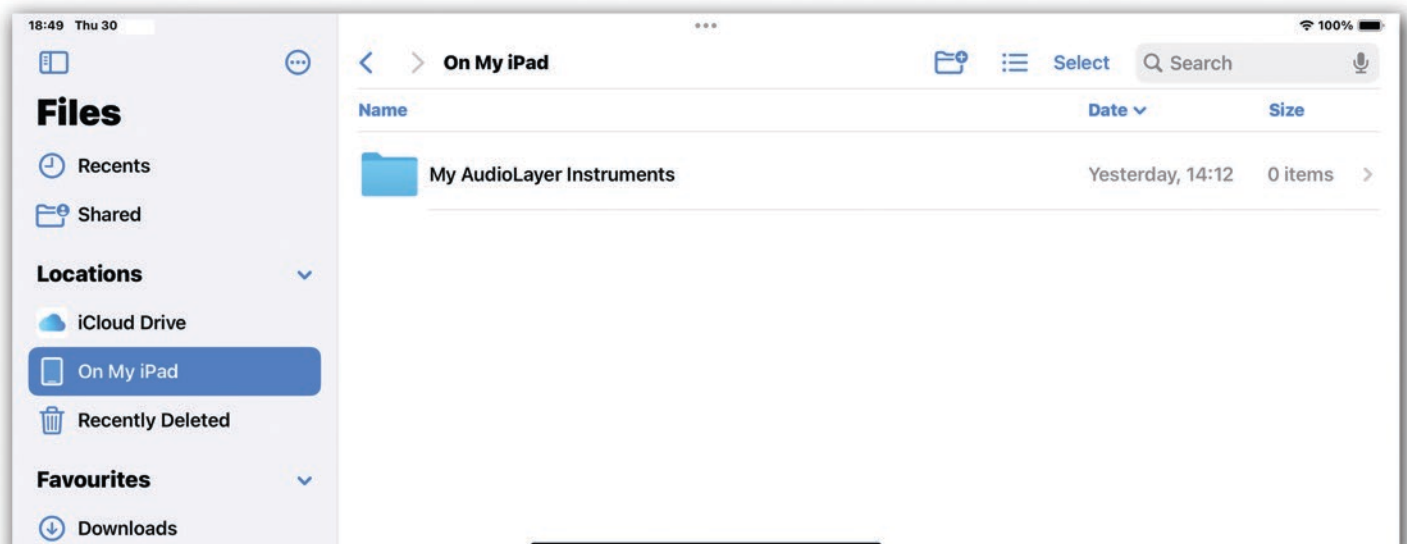 18:49 Thu 30
100%
Files
Recents
Shared
Locations
iCloud Drive
On My iPad
Recently Deleted
Favourites
Downloads
On My iPad
Select
Search
Name Date Size
My AudioLayer Instruments Yesterday, 14:12 0 items